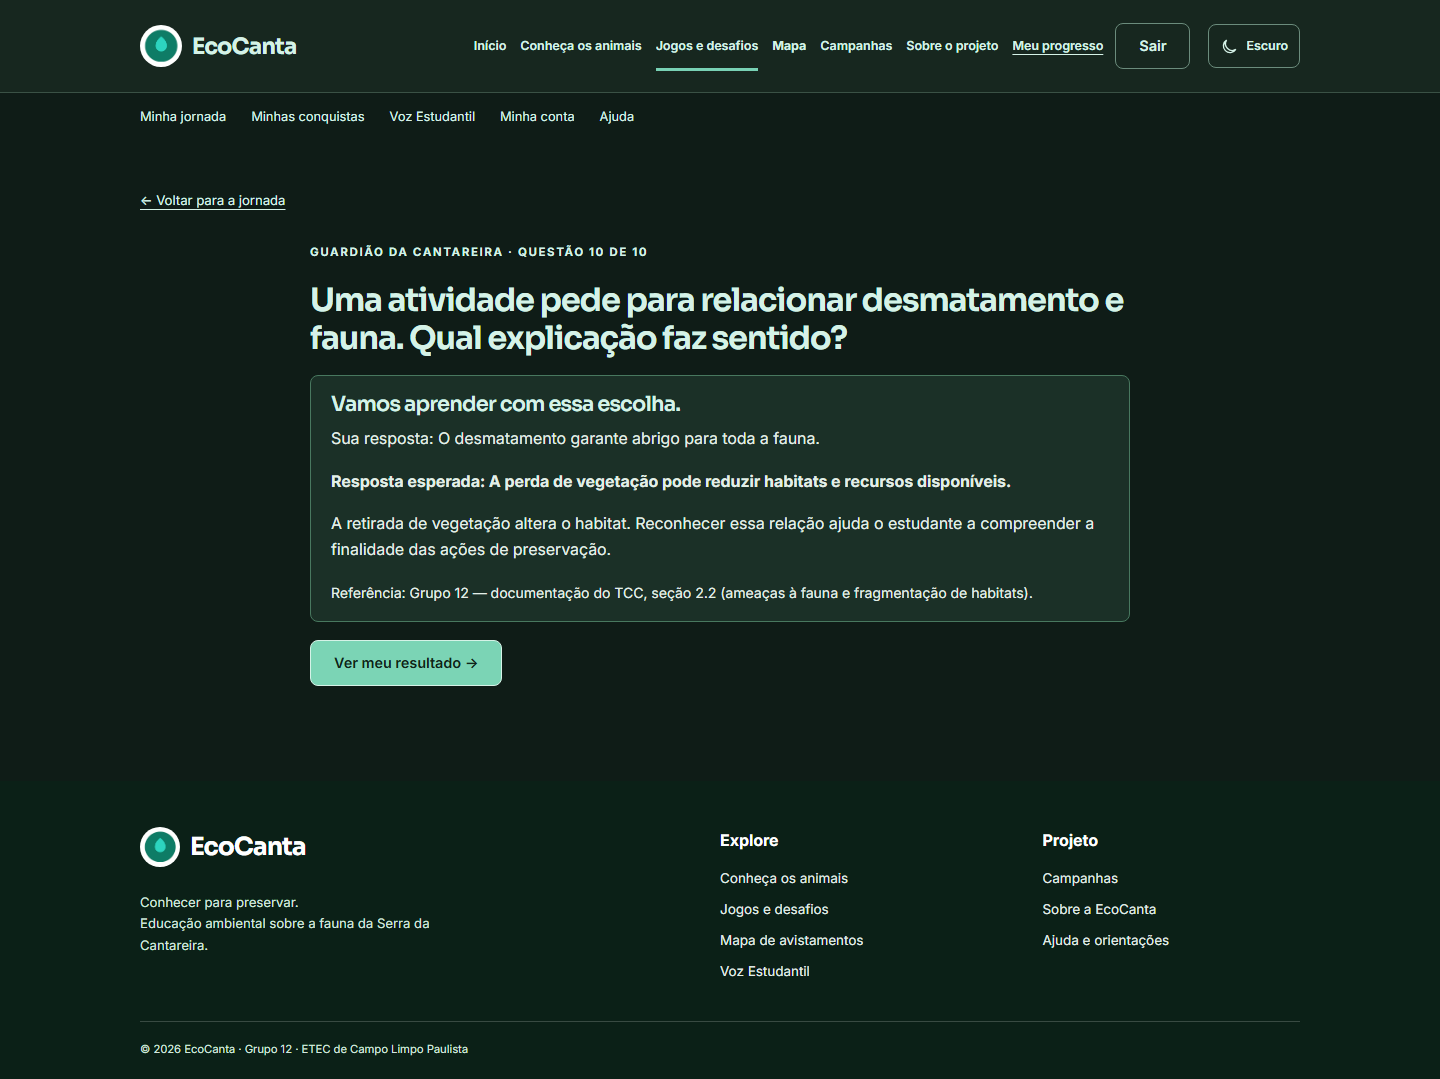 EcoCanta
Início
Conheça os animais
Jogos e desafios
Mapa
Campanhas
Sobre o projeto
Meu progresso
Sair
Escuro
Minha jornada
Minhas conquistas
Voz Estudantil
Minha conta
Ajuda
← Voltar para a jornada
GUARDIÃO DA CANTAREIRA · QUESTÃO 10 DE 10
Uma atividade pede para relacionar desmatamento e
fauna. Qual explicação faz sentido?
Vamos aprender com essa escolha.
Sua resposta: O desmatamento garante abrigo para toda a fauna.
Resposta esperada: A perda de vegetação pode reduzir habitats e recursos disponíveis.
A retirada de vegetação altera o habitat. Reconhecer essa relação ajuda o estudante a compreender a
finalidade das ações de preservação.
Referência: Grupo 12 — documentação do TCC, seção 2.2 (ameaças à fauna e fragmentação de habitats).
Ver meu resultado →
EcoCanta
Conhecer para preservar.
Educação ambiental sobre a fauna da Serra da
Cantareira.
Explore
Conheça os animais
Jogos e desafios
Mapa de avistamentos
Voz Estudantil
Projeto
Campanhas
Sobre a EcoCanta
Ajuda e orientações
© 2026 EcoCanta · Grupo 12 · ETEC de Campo Limpo Paulista